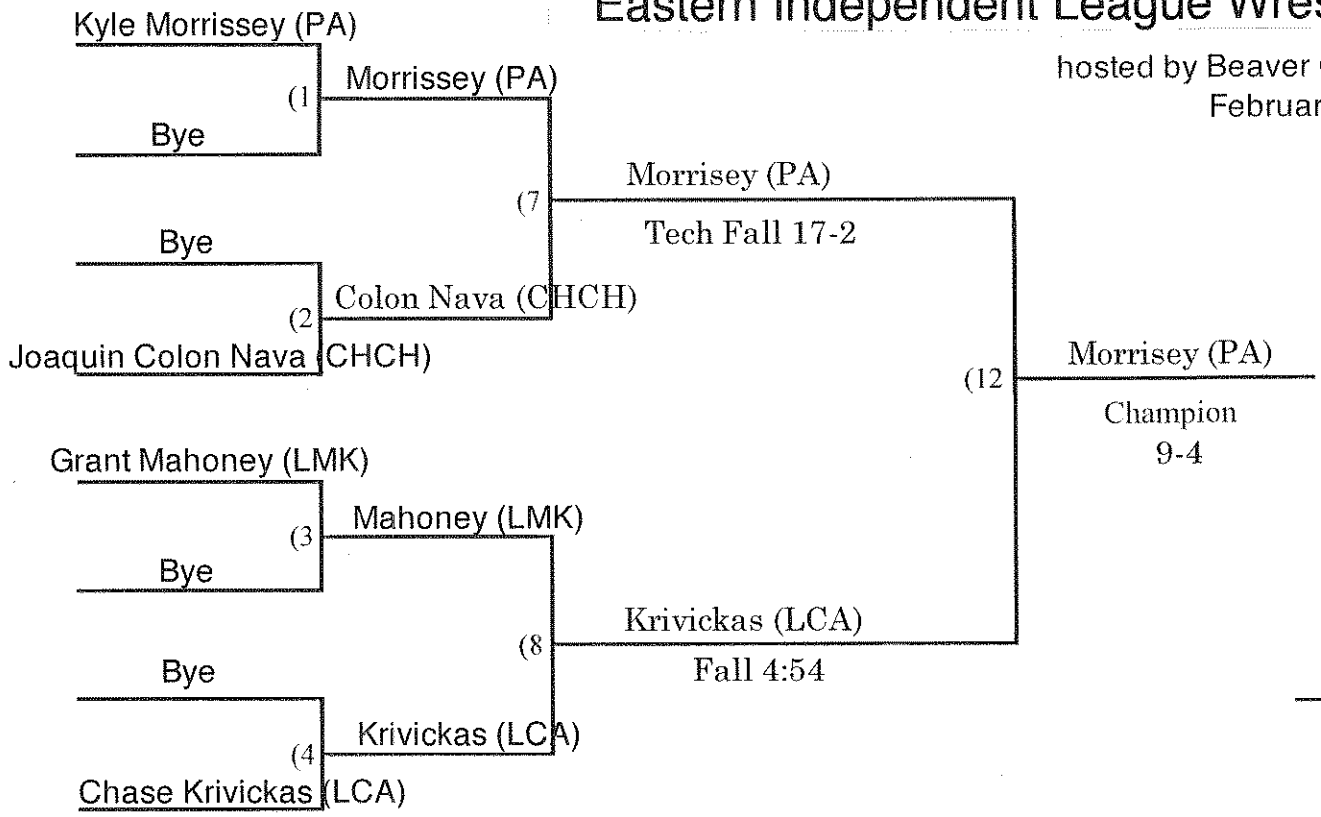 Eastern Independent League
hosted by Beaver
Kyle Morrissey (PA)
(1
Morrissey (PA)
Bye
(7
Morrisey (PA)
Tech Fall 17-2
Bye
(2
Colon Nava (CHCH)
Joaquin Colon Nava (CHCH)
(12
Morrisey (PA)
Champion
9-4
Grant Mahoney (LMK)
(3
Mahoney (LMK)
Bye
(8
Krivickas (LCA)
Fall 4:54
Bye
(4
Krivickas (LCA)
Chase Krivickas (LCA)